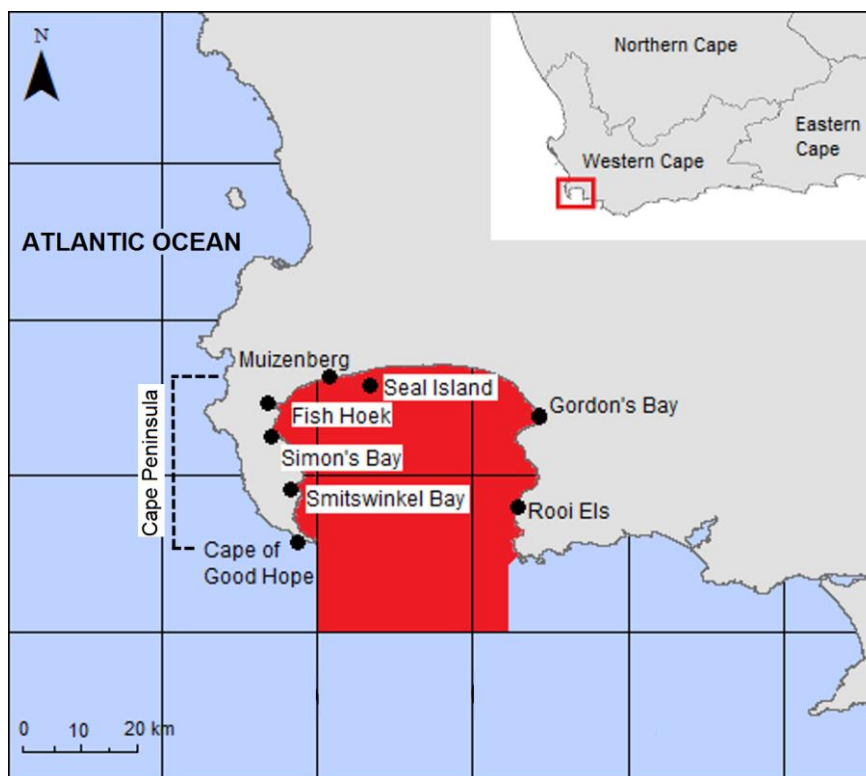 N
Northern Cape
Eastern
Cape
Western Cape
ATLANTIC OCEAN
Muizenberg
Seal Island
Gordon's Bay
Fish Hoek
Cape Peninsula
Simon's Bay
Smitswinkel Bay
Rooi Els
Cape of
Good Hope
0 10 20 km